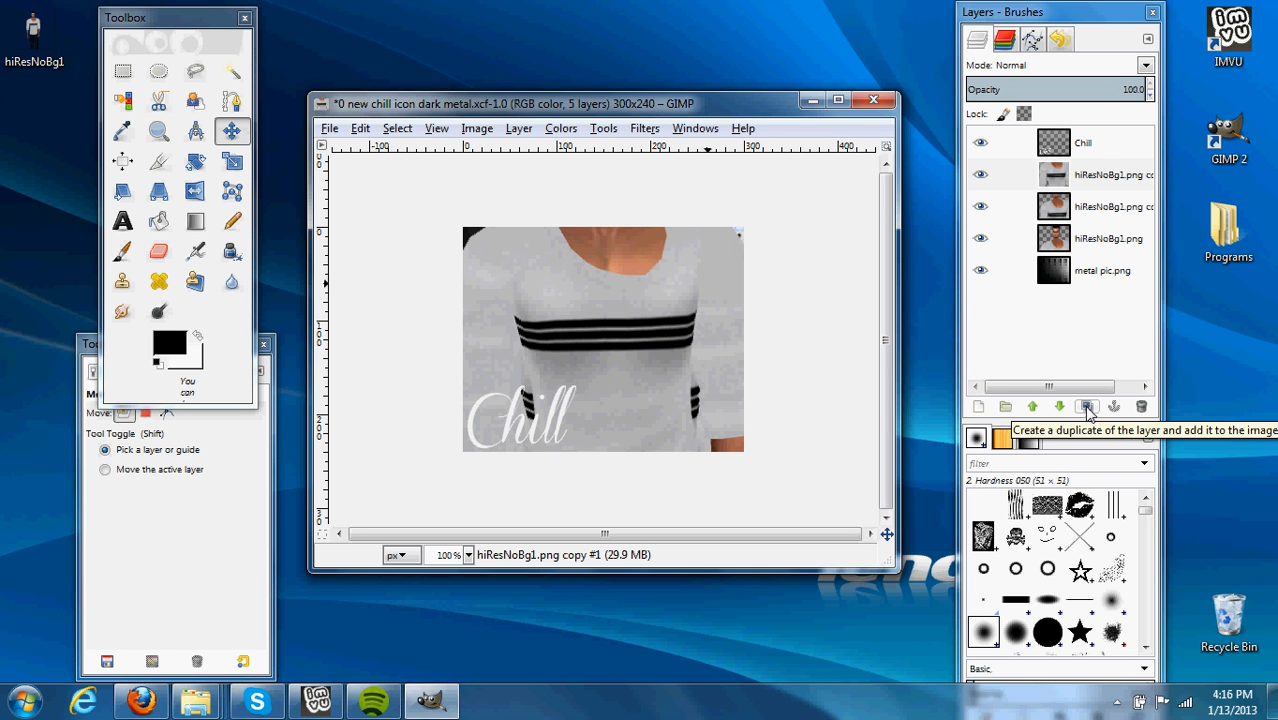 hiResNoBg1
Toolbox
You
can
To
Move:
Tool Toggle (Shift)
Pick a layer or guide
Move the active layer
*0 new chill icon dark metal.xcf-1.0 (RGB color, 5 layers) 300x240 – GIMP
File Edit Select View Image Layer Colors Tools Filters Windows Help
-100 0 100 200 300 400
Chill
px 100% hiResNoBg1.png copy #1 (29.9 MB)
Layers - Brushes
Mode: Normal
Opacity 100.0
Lock:
Chill
hiResNoBg1.png co
hiResNoBg1.png co
hiResNoBg1.png
metal pic.png
Create a duplicate of the layer and add it to the image
filter
2. Hardness 050 (51 × 51)
Basic,
imvu
IMVU
GIMP 2
Programs
Recycle Bin
imvu
4:16 PM
1/13/2013